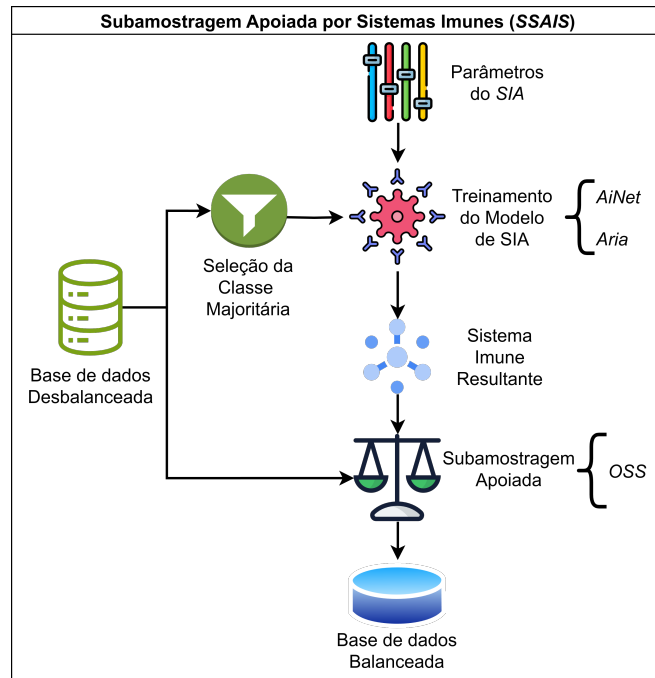 Subamostragem Apoiada por Sistemas Imunes (SSAIS)
Parâmetros
do SIA
Treinamento
do Modelo
de SIA
AiNet
Aria
Seleção da
Classe
Majoritária
Base de dados
Desbalanceada
Sistema
Imune
Resultante
Subamostragem
Apoiada
OSS
Base de dados
Balanceada